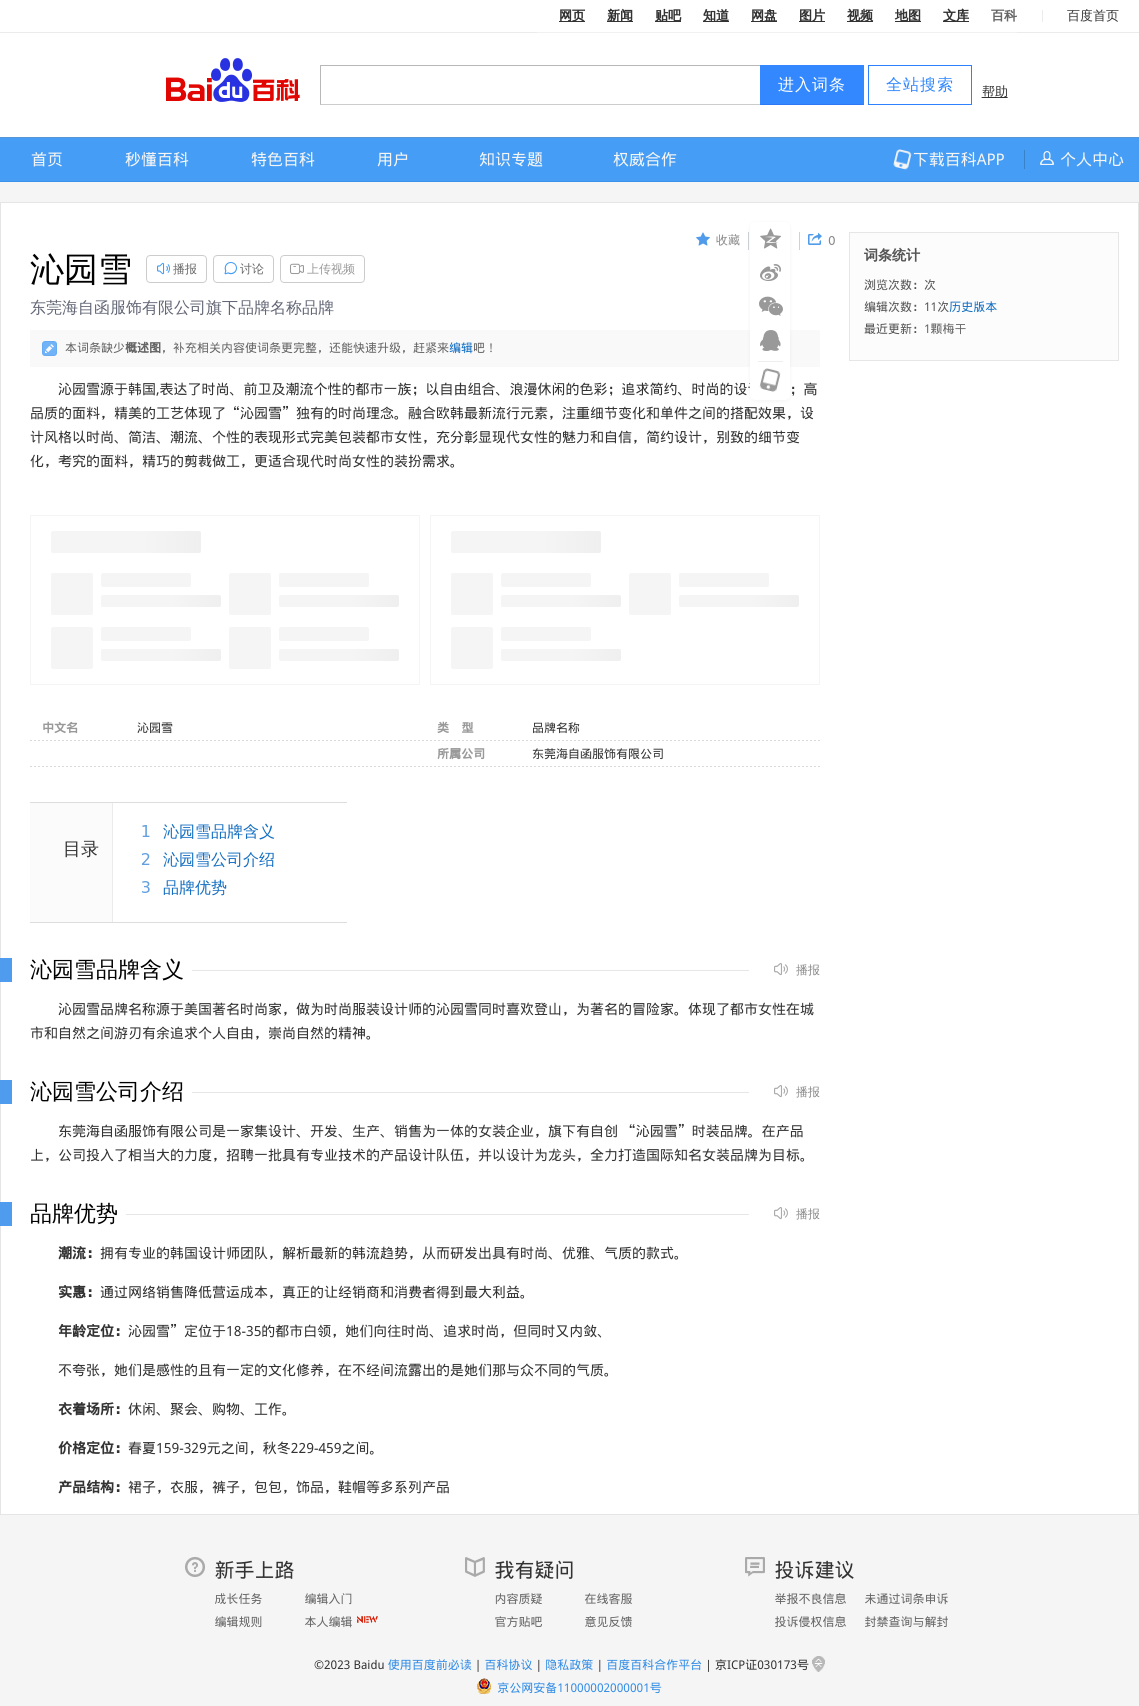 网页 新闻 贴吧 知道 网盘 图片 视频 地图 文库 百科 百度首页
Baidu百科 进入词条 全站搜索 帮助
首页 秒懂百科 特色百科 用户 知识专题 权威合作 下载百科APP 个人中心
收藏 0
沁园雪 播报 讨论 上传视频
东莞海自函服饰有限公司旗下品牌名称品牌
本词条缺少概述图，补充相关内容使词条更完整，还能快速升级，赶紧来编辑吧！
词条统计
浏览次数：次
编辑次数：11次历史版本
最近更新：1颗梅干
沁园雪源于韩国,表达了时尚、前卫及潮流个性的都市一族；以自由组合、浪漫休闲的色彩；追求简约、时尚的设；高
品质的面料，精美的工艺体现了“沁园雪”独有的时尚理念。融合欧韩最新流行元素，注重细节变化和单件之间的搭配效果，设
计风格以时尚、简洁、潮流、个性的表现形式完美包装都市女性，充分彰显现代女性的魅力和自信，简约设计，别致的细节变
化，考究的面料，精巧的剪裁做工，更适合现代时尚女性的装扮需求。
中文名 沁园雪 类 型 品牌名称
所属公司 东莞海自函服饰有限公司
目录
1 沁园雪品牌含义
2 沁园雪公司介绍
3 品牌优势
沁园雪品牌含义 播报
沁园雪品牌名称源于美国著名时尚家，做为时尚服装设计师的沁园雪同时喜欢登山，为著名的冒险家。体现了都市女性在城
市和自然之间游刃有余追求个人自由，崇尚自然的精神。
沁园雪公司介绍 播报
东莞海自函服饰有限公司是一家集设计、开发、生产、销售为一体的女装企业，旗下有自创 “沁园雪”时装品牌。在产品
上，公司投入了相当大的力度，招聘一批具有专业技术的产品设计队伍，并以设计为龙头，全力打造国际知名女装品牌为目标。
品牌优势 播报
潮流：拥有专业的韩国设计师团队，解析最新的韩流趋势，从而研发出具有时尚、优雅、气质的款式。
实惠：通过网络销售降低营运成本，真正的让经销商和消费者得到最大利益。
年龄定位：沁园雪”定位于18-35的都市白领，她们向往时尚、追求时尚，但同时又内敛、
不夸张，她们是感性的且有一定的文化修养，在不经间流露出的是她们那与众不同的气质。
衣着场所：休闲、聚会、购物、工作。
价格定位：春夏159-329元之间，秋冬229-459之间。
产品结构：裙子，衣服，裤子，包包，饰品，鞋帽等多系列产品
新手上路 我有疑问 投诉建议
成长任务 编辑入门 内容质疑 在线客服 举报不良信息 未通过词条申诉
编辑规则 本人编辑 NEW 官方贴吧 意见反馈 投诉侵权信息 封禁查询与解封
©2023 Baidu 使用百度前必读 | 百科协议 | 隐私政策 | 百度百科合作平台 | 京ICP证030173号
京公网安备11000002000001号